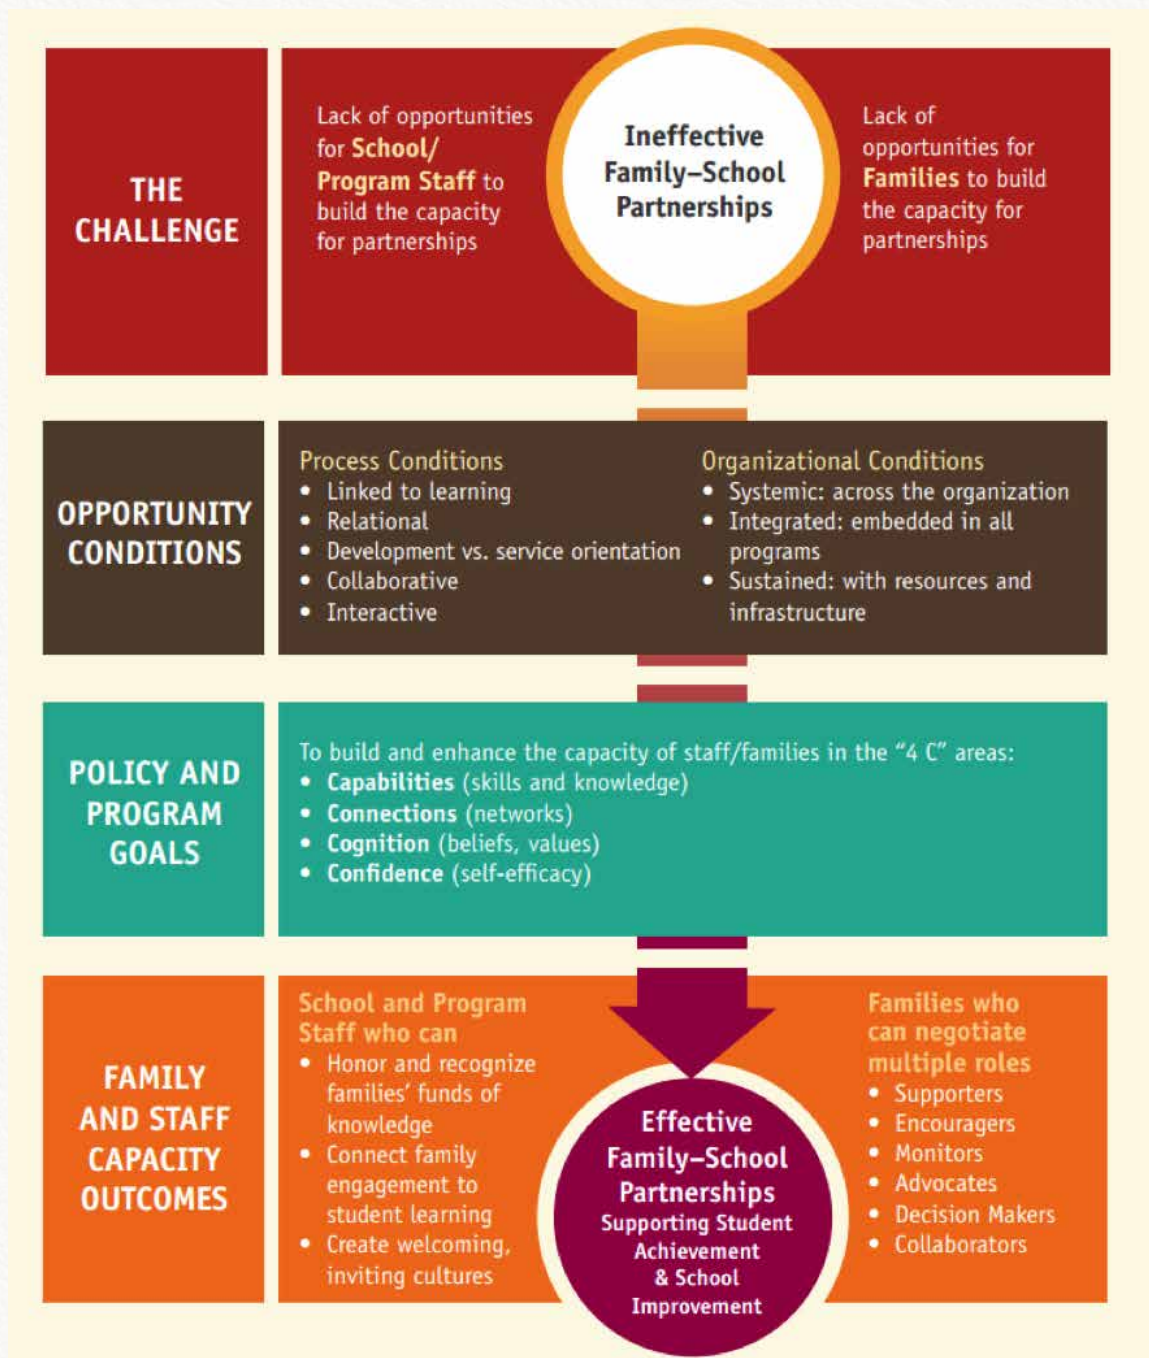 THE
CHALLENGE
Lack of opportunities
for School/
Program Staff to
build the capacity
for partnerships
Ineffective
Family–School
Partnerships
Lack of
opportunities for
Families to build
the capacity for
partnerships
OPPORTUNITY
CONDITIONS
Process Conditions
• Linked to learning
• Relational
• Development vs. service orientation
• Collaborative
• Interactive
Organizational Conditions
• Systemic: across the organization
• Integrated: embedded in all
programs
• Sustained: with resources and
infrastructure
POLICY AND
PROGRAM
GOALS
To build and enhance the capacity of staff/families in the “4 C” areas:
• Capabilities (skills and knowledge)
• Connections (networks)
• Cognition (beliefs, values)
• Confidence (self-efficacy)
FAMILY
AND STAFF
CAPACITY
OUTCOMES
School and Program
Staff who can
• Honor and recognize
families’ funds of
knowledge
• Connect family
engagement to
student learning
• Create welcoming,
inviting cultures
Effective
Family–School
Partnerships
Supporting Student
Achievement
& School
Improvement
Families who
can negotiate
multiple roles
• Supporters
• Encouragers
• Monitors
• Advocates
• Decision Makers
• Collaborators